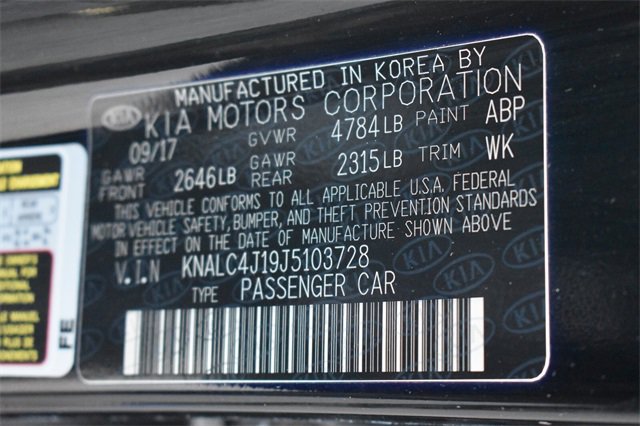 MANUFACTURED IN KOREA BY
KIA KIA MOTORS CORPORATION
09/17 GVWR 4784LB PAINT ABP
GAWR FRONT 2646LB GAWR REAR 2315LB TRIM WK
THIS VEHICLE CONFORMS TO ALL APPLICABLE U.S.A. FEDERAL
MOTOR VEHICLE SAFETY, BUMPER, AND THEFT PREVENTION STANDARDS
IN EFFECT ON THE DATE OF MANUFACTURE SHOWN ABOVE
V.I.N KNALC4J19J5103728
TYPE PASSENGER CAR
FE